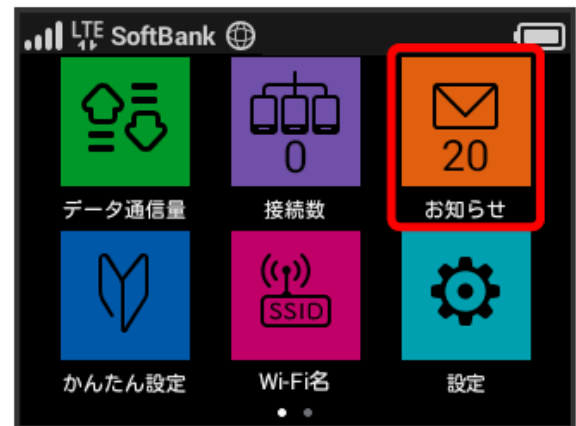 LTE SoftBank
0
20
データ通信量 接続数 お知らせ
SSID
かんたん設定 Wi-Fi名 設定